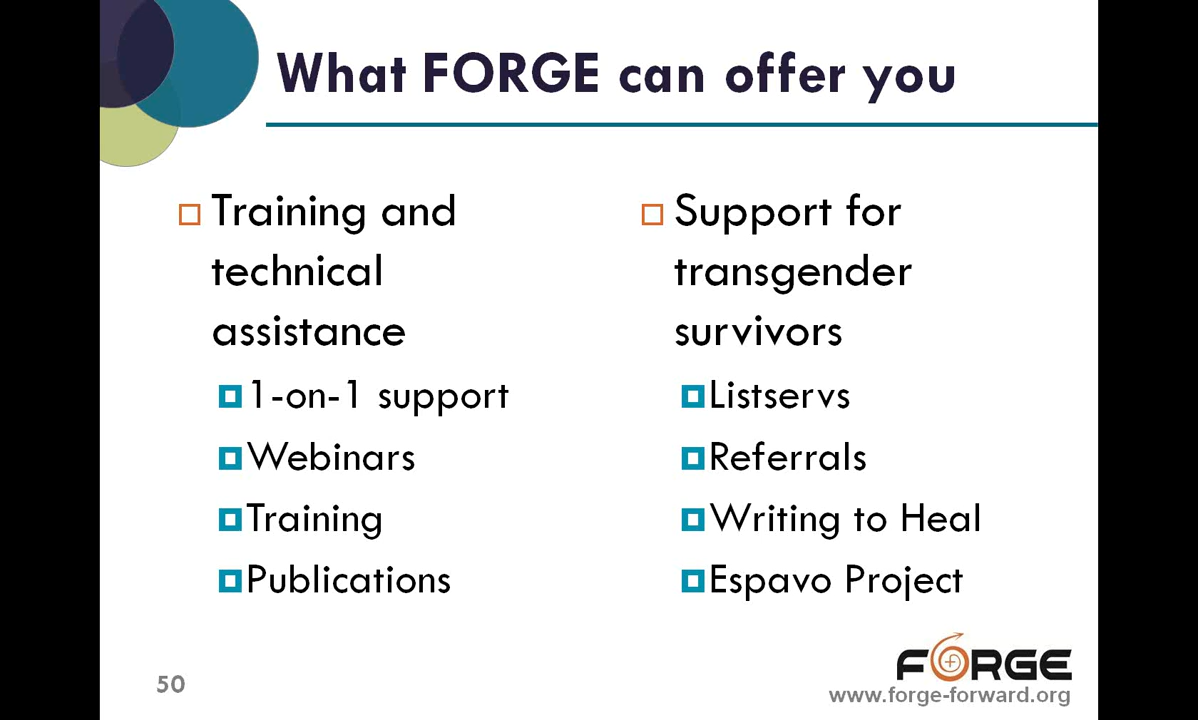 What FORGE can offer you
Training and
technical
assistance
1-on-1 support
Webinars
Training
Publications
Support for
transgender
survivors
Listservs
Referrals
Writing to Heal
Espavo Project
50
FORGE
www.forge-forward.org